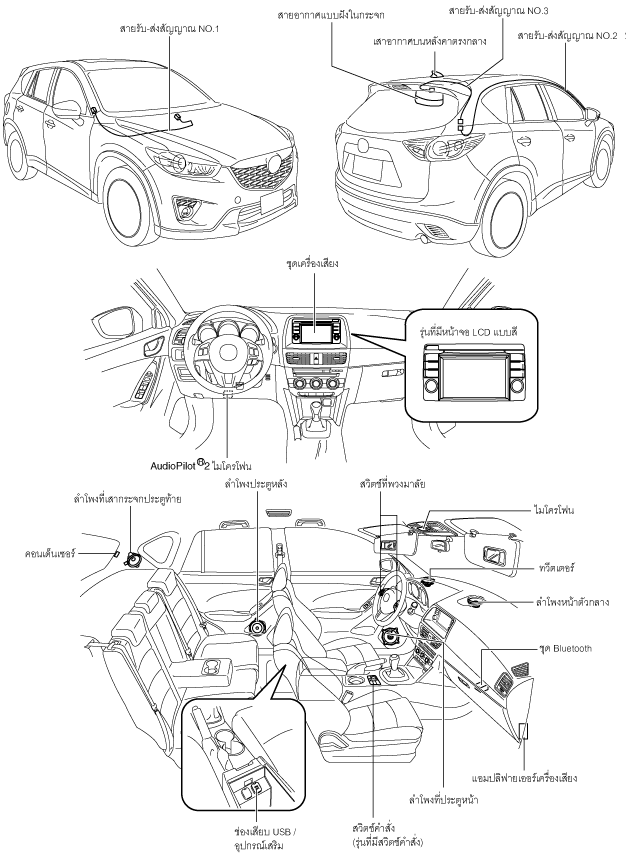 สายรับ-ส่งสัญญาณ NO.1
สายอากาศแบบฝังในกระจก
สายรับ-ส่งสัญญาณ NO.3
เสาอากาศบนหลังคาตรงกลาง
สายรับ-ส่งสัญญาณ NO.2
ชุดเครื่องเสียง
รุ่นที่มีหน้าจอ LCD แบบสี
AudioPilot®2 ไมโครโฟน
ลำโพงประตูหลัง
สวิตช์ที่พวงมาลัย
ลำโพงที่เสากระจกประตูท้าย
ไมโครโฟน
คอนเด็นเซอร์
ทวีตเตอร์
ลำโพงหน้าตัวกลาง
ชุด Bluetooth
แอมปลิฟายเออร์เครื่องเสียง
ลำโพงที่ประตูหน้า
ช่องเสียบ USB /
อุปกรณ์เสริม
สวิตช์คำสั่ง
(รุ่นที่มีสวิตช์คำสั่ง)